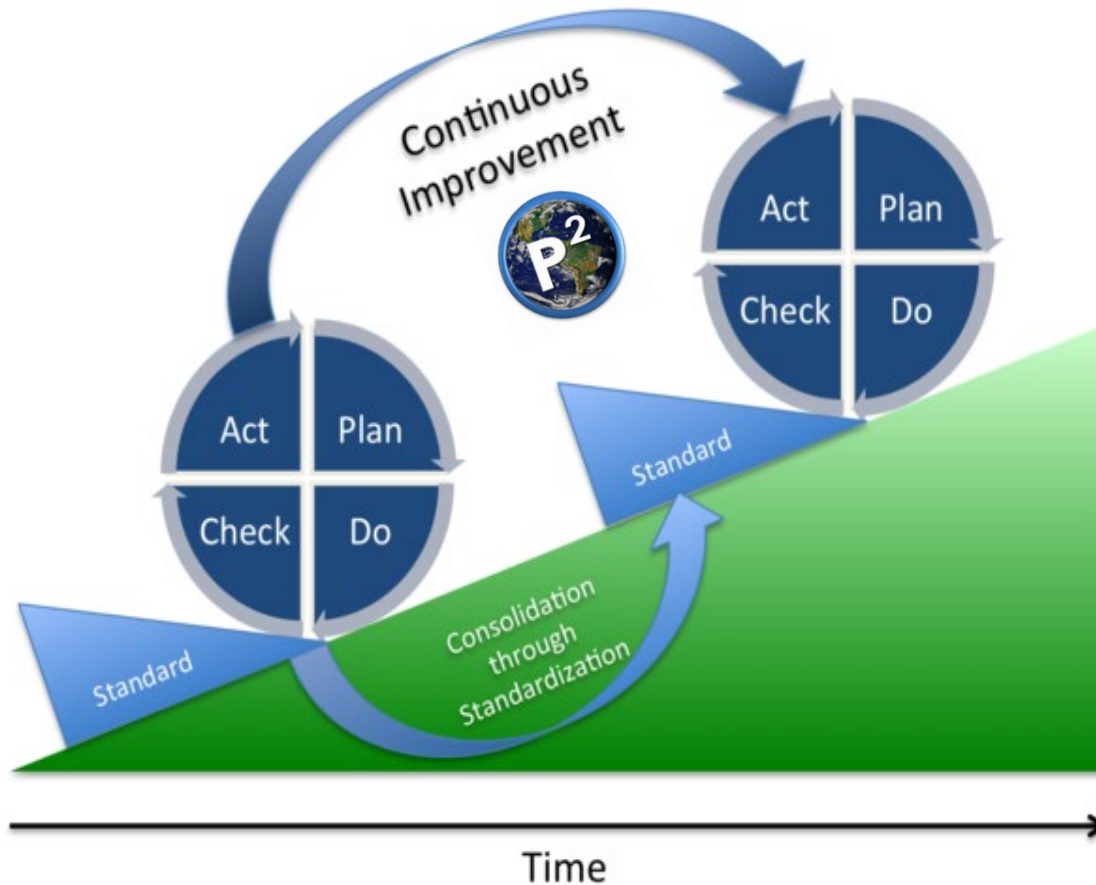 Continuous
Improvement
P²
Act
Plan
Check
Do
Act
Plan
Check
Do
Standard
Standard
Consolidation
through
Standardization
Time